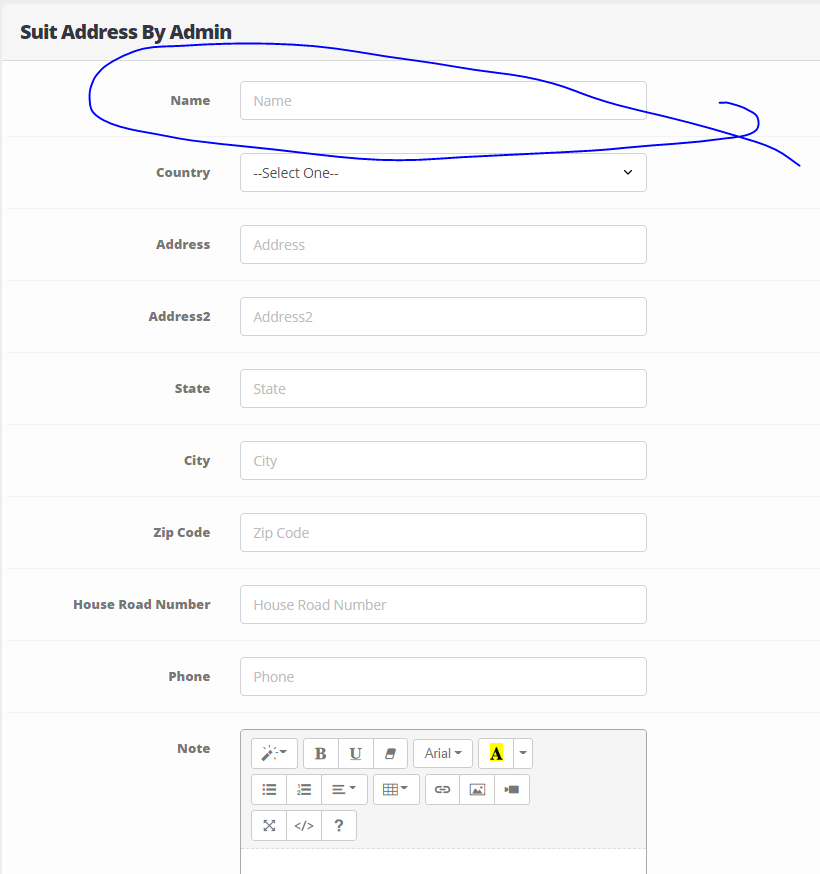 Suit Address By Admin
Name Name
Country --Select One--
Address Address
Address2 Address2
State State
City City
Zip Code Zip Code
House Road Number House Road Number
Phone Phone
Note
B U Arial A
</> ?